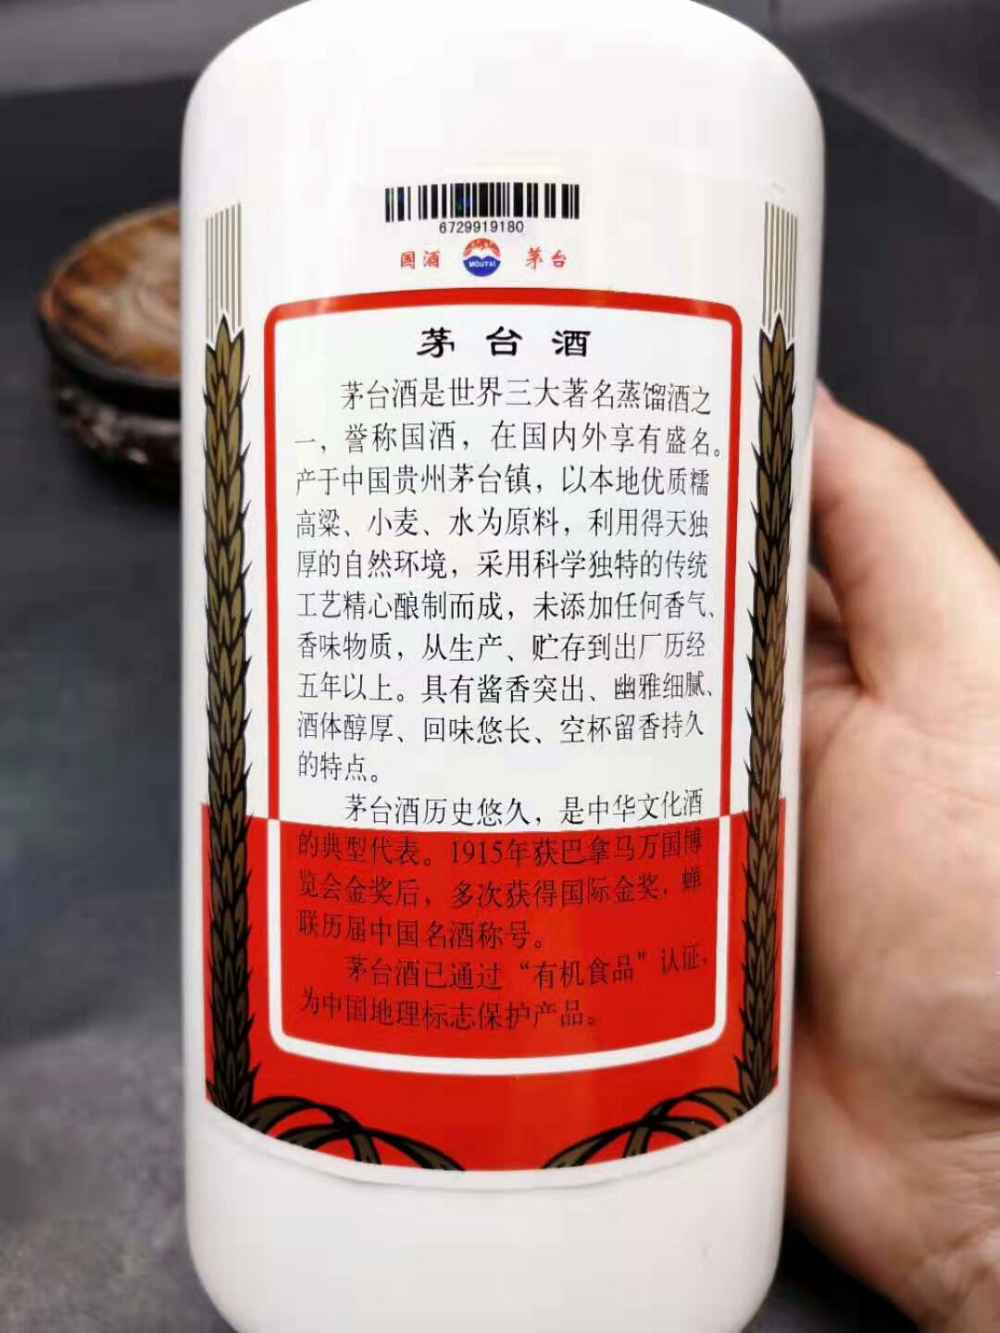 6729919180
国酒 MOUTAI 茅台
茅台酒
茅台酒是世界三大著名蒸馏酒之
一，誉称国酒，在国内外享有盛名。
产于中国贵州茅台镇，以本地优质糯
高粱、小麦、水为原料，利用得天独
厚的自然环境，采用科学独特的传统
工艺精心酿制而成，未添加任何香气、
香味物质，从生产、贮存到出厂历经
五年以上。具有酱香突出、幽雅细腻、
酒体醇厚、回味悠长、空杯留香持久
的特点。
茅台酒历史悠久，是中华文化酒
的典型代表。1915年获巴拿马万国博
览会金奖后，多次获得国际金奖，蝉
联历届中国名酒称号。
茅台酒已通过“有机食品”认证，
为中国地理标志保护产品。